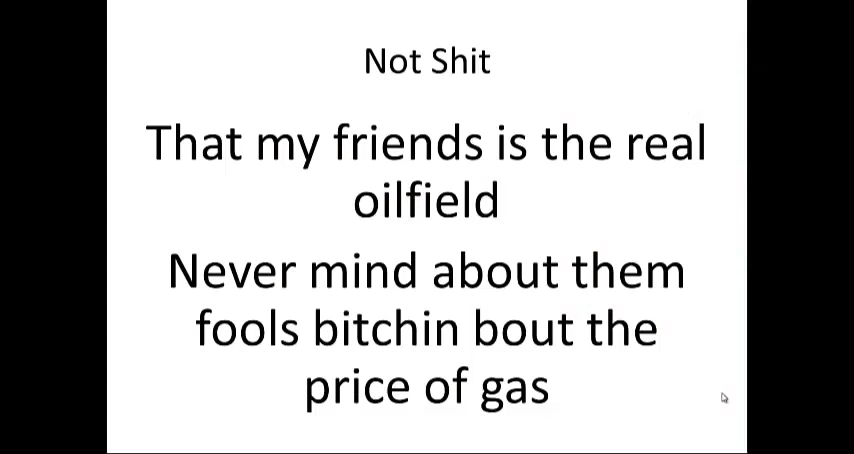 Not Shit
That my friends is the real
oilfield
Never mind about them
fools bitchin bout the
price of gas